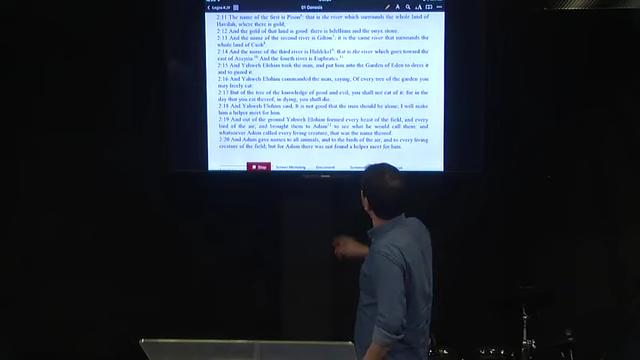 Logos 4:39
01 Genesis
2:11 The name of the first is Pison: that is the river which surrounds the whole land of
Havilah, where there is gold;
2:12 And the gold of that land is good: there is bdellium and the onyx stone.
2:13 And the name of the second river is Gihon: it is the same river that surrounds the
whole land of Cush
2:14 And the name of the third river is Hiddekel: that is the river which goes toward the
east of Assyria. And the fourth river is Euphrates.
2:15 And Yahweh Elohim took the man, and put him into the Garden of Eden to dress it
and to guard it.
2:16 And Yahweh Elohim commanded the man, saying, Of every tree of the garden you
may freely eat:
2:17 But of the tree of the knowledge of good and evil, you shall not eat of it: for in
the day that you eat thereof, in dying, you shall die.
2:18 And Yahweh Elohim said, It is not good that the man should be alone; I will make
him a helper meet for him.
2:19 And out of the ground Yahweh Elohim formed every beast of the field, and every
bird of the air; and brought them to Adam to see what he would call them: and
whatsoever Adam called every living creature, that was the name thereof.
2:20 And Adam gave names to all animals, and to the birds of the air, and to every living
creature of the field; but for Adam there was not found a helper meet for him.
Stop
Screen Mirroring
Document